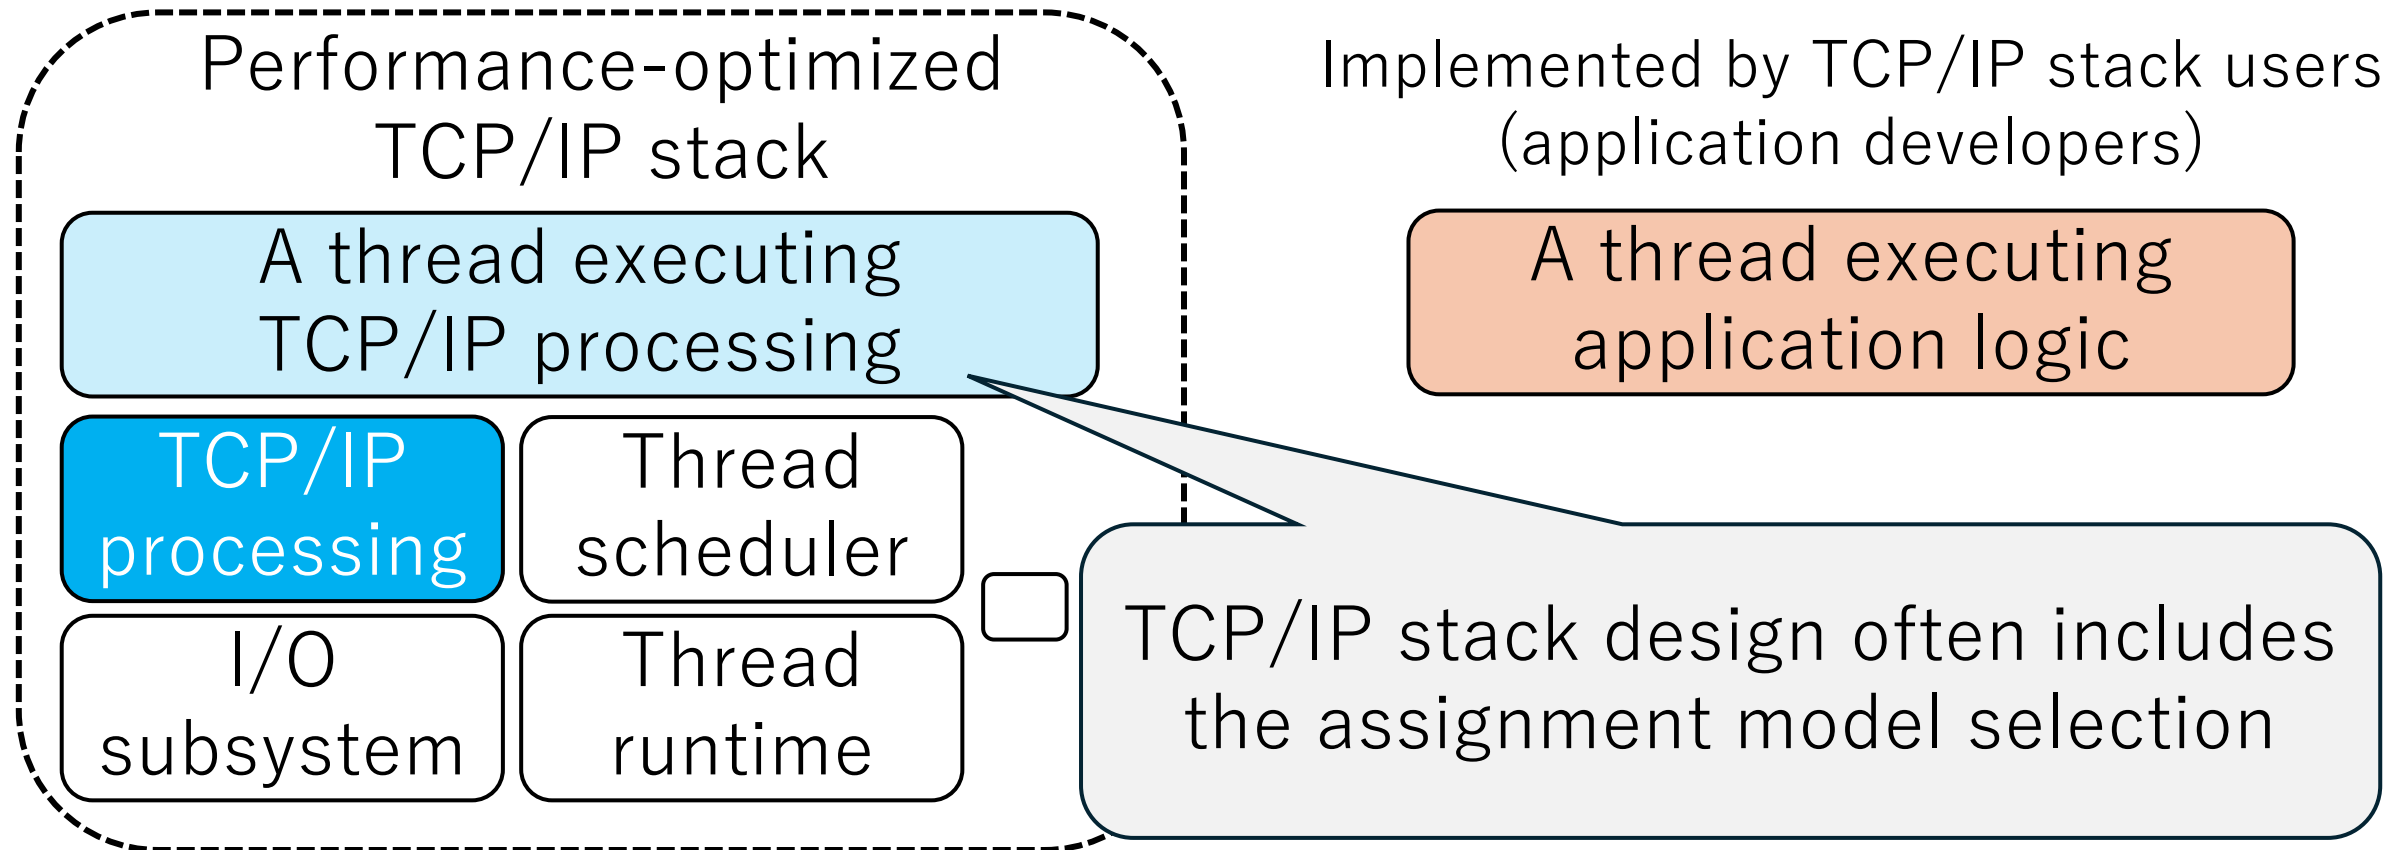 Performance-optimized
TCP/IP stack
Implemented by TCP/IP stack users
(application developers)
A thread executing
TCP/IP processing
A thread executing
application logic
TCP/IP
processing
Thread
scheduler
I/O
subsystem
Thread
runtime
TCP/IP stack design often includes
the assignment model selection